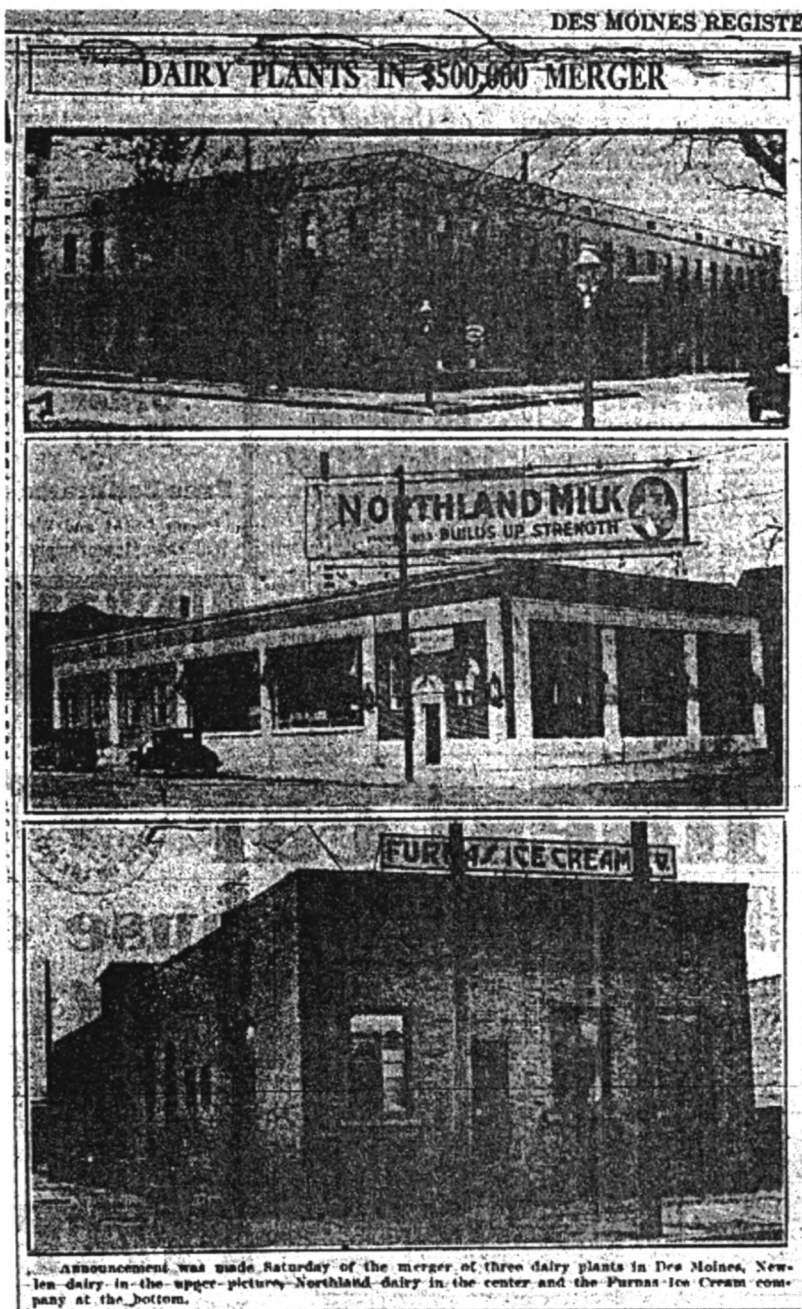 DES MOINES REGISTE
DAIRY PLANTS IN $500,000 MERGER
NORTHLAND MILK
BUILDS UP STRENGTH
FURNAS ICE CREAM
Announcement was made Saturday of the merger of three dairy plants in Des Moines, New-
len dairy in the upper picture, Northland dairy in the center and the Furnas Ice Cream com-
pany at the bottom.